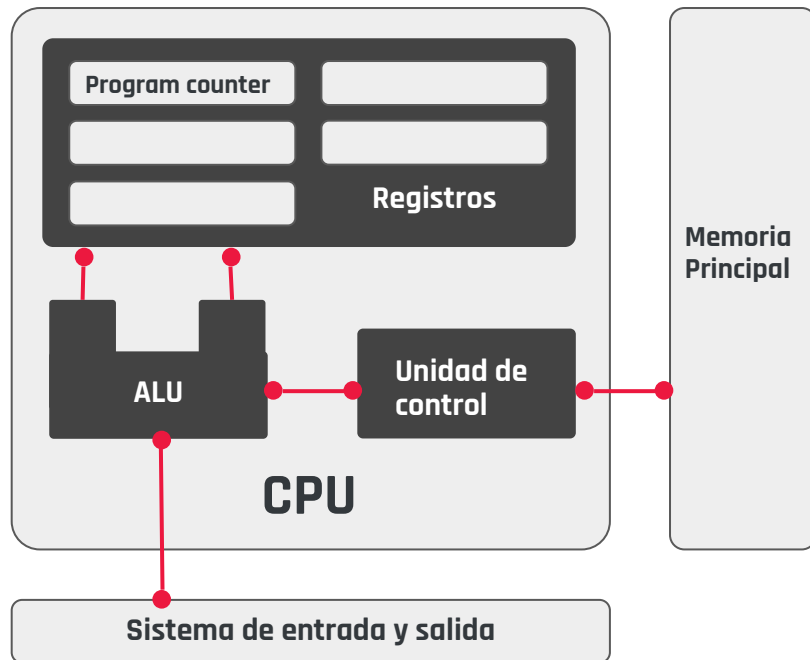 Program counter
Registros
Memoria
Principal
ALU
Unidad de
control
CPU
Sistema de entrada y salida